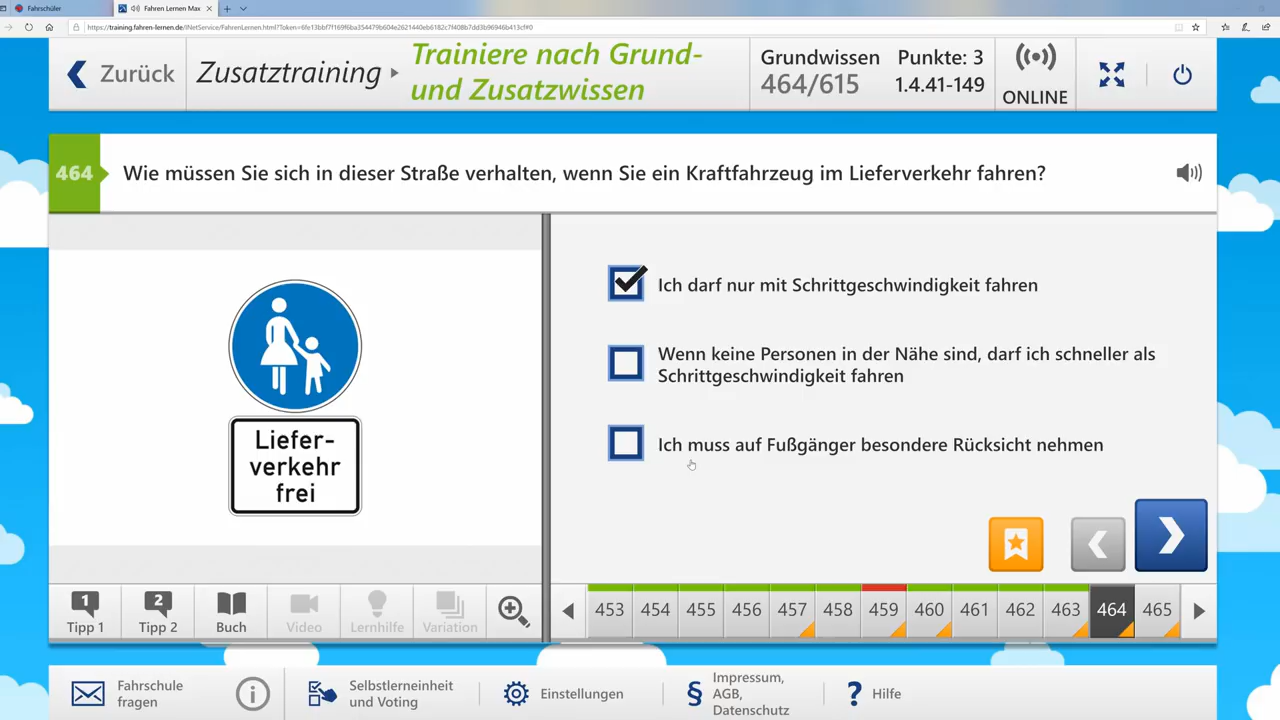 Fahrschüler
Fahren Lernen Max
Zurück
Zusatztraining
Trainiere nach Grund-
und Zusatzwissen
Grundwissen
464/615
Punkte: 3
1.4.41-149
ONLINE
464
Wie müssen Sie sich in dieser Straße verhalten, wenn Sie ein Kraftfahrzeug im Lieferverkehr fahren?
Liefer-
verkehr
frei
Ich darf nur mit Schrittgeschwindigkeit fahren
Wenn keine Personen in der Nähe sind, darf ich schneller als
Schrittgeschwindigkeit fahren
Ich muss auf Fußgänger besondere Rücksicht nehmen
1
Tipp 1
2
Tipp 2
Buch
Video
Lernhilfe
Variation
453 454 455 456 457 458 459 460 461 462 463 464 465
Fahrschule
fragen
Selbstlerneinheit
und Voting
Einstellungen
§
Impressum,
AGB,
Datenschutz
?
Hilfe